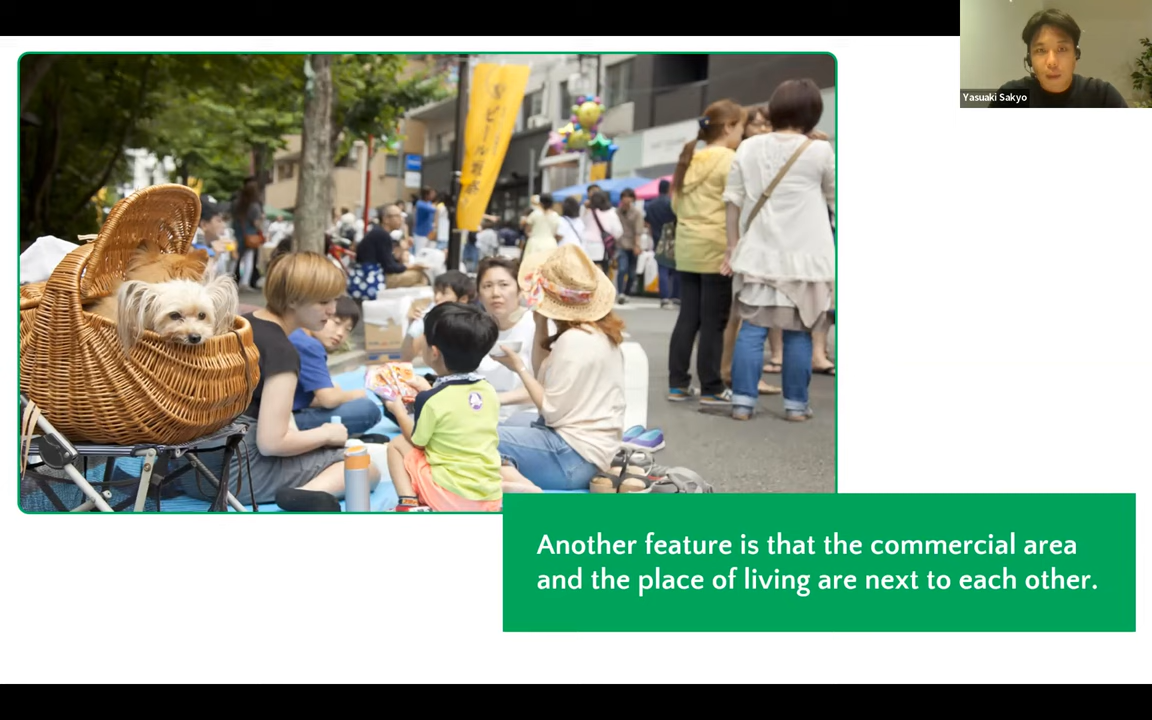 Yasuaki Sakyo
Another feature is that the commercial area
and the place of living are next to each other.